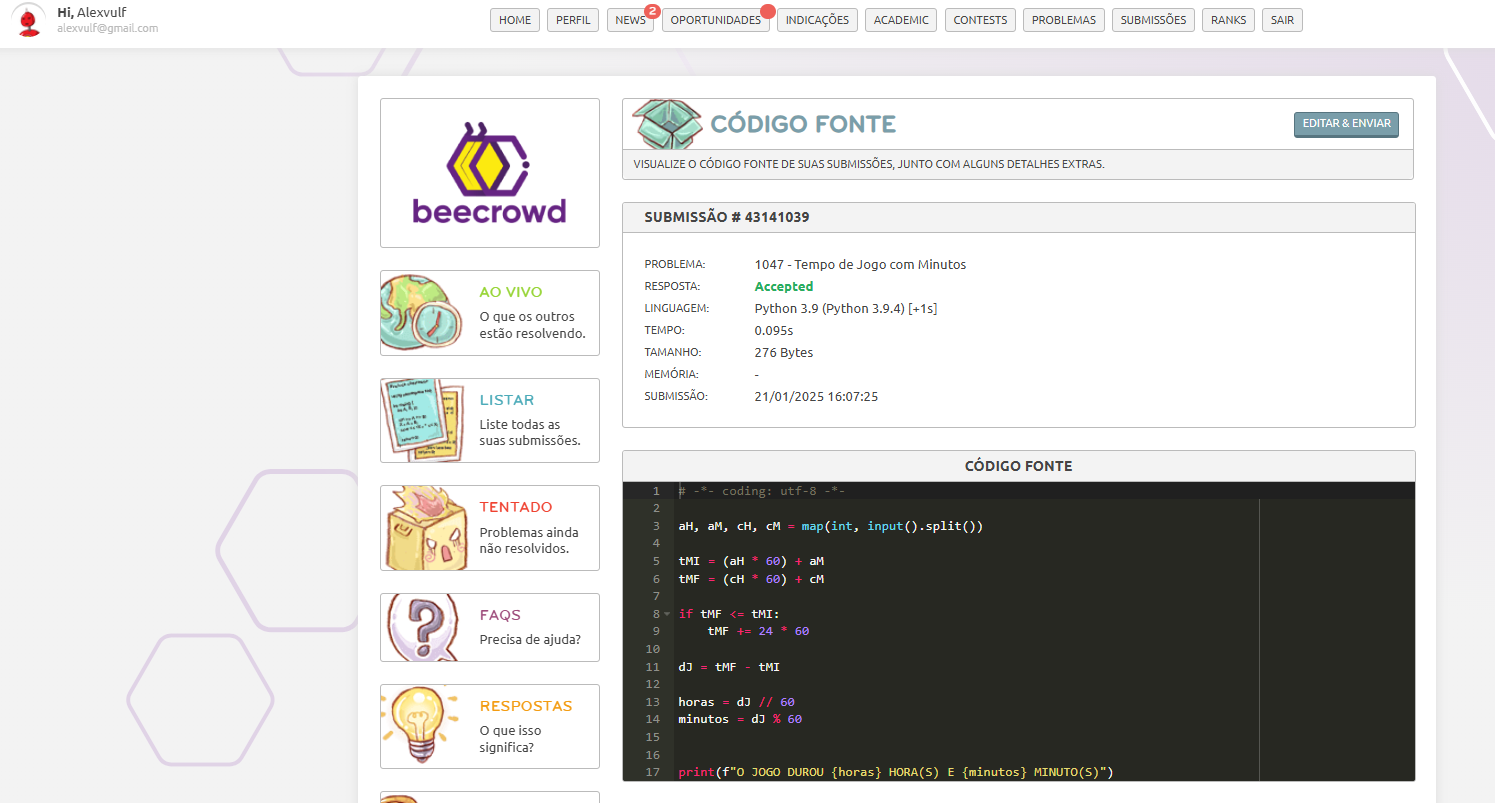 Hi, Alexvulf
alexvulf@gmail.com
HOME PERFIL NEWS 2 OPORTUNIDADES INDICAÇÕES ACADEMIC CONTESTS PROBLEMAS SUBMISSÕES RANKS SAIR
beecrowd
AO VIVO
O que os outros
estão resolvendo.
LISTAR
Liste todas as
suas submissões.
TENTADO
Problemas ainda
não resolvidos.
FAQS
Precisa de ajuda?
RESPOSTAS
O que isso
significa?
CÓDIGO FONTE
EDITAR & ENVIAR
VISUALIZE O CÓDIGO FONTE DE SUAS SUBMISSÕES, JUNTO COM ALGUNS DETALHES EXTRAS.
SUBMISSÃO # 43141039
PROBLEMA: 1047 - Tempo de Jogo com Minutos
RESPOSTA: Accepted
LINGUAGEM: Python 3.9 (Python 3.9.4) [+1s]
TEMPO: 0.095s
TAMANHO: 276 Bytes
MEMÓRIA: -
SUBMISSÃO: 21/01/2025 16:07:25
CÓDIGO FONTE
1 # -*- coding: utf-8 -*-
2
3 aH, aM, cH, cM = map(int, input().split())
4
5 tMI = (aH * 60) + aM
6 tMF = (cH * 60) + cM
7
8 if tMF <= tMI:
9     tMF += 24 * 60
10
11 dJ = tMF - tMI
12
13 horas = dJ // 60
14 minutos = dJ % 60
15
16
17 print(f"O JOGO DUROU {horas} HORA(S) E {minutos} MINUTO(S)")